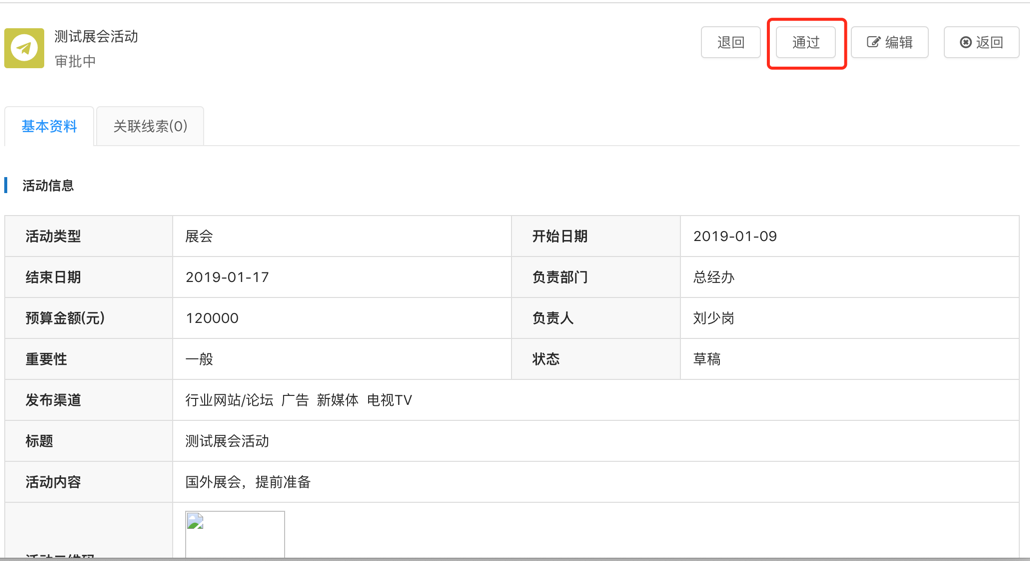 测试展会活动
审批中
退回 通过 编辑 返回
基本资料 关联线索(0)
活动信息
活动类型 展会 开始日期 2019-01-09
结束日期 2019-01-17 负责部门 总经办
预算金额(元) 120000 负责人 刘少岗
重要性 一般 状态 草稿
发布渠道 行业网站/论坛 广告 新媒体 电视TV
标题 测试展会活动
活动内容 国外展会，提前准备